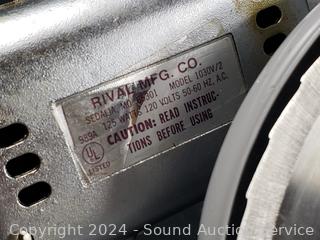 RIVAL MFG. CO.
SEDALIA, MO. 65301 MODEL 1030V/2
125 WATTS 120 VOLTS 50-60 HZ, A.C.
539A
CAUTION: READ INSTRUC-
TIONS BEFORE USING
UL
LISTED
Copyright 2024 - Sound Auction Service